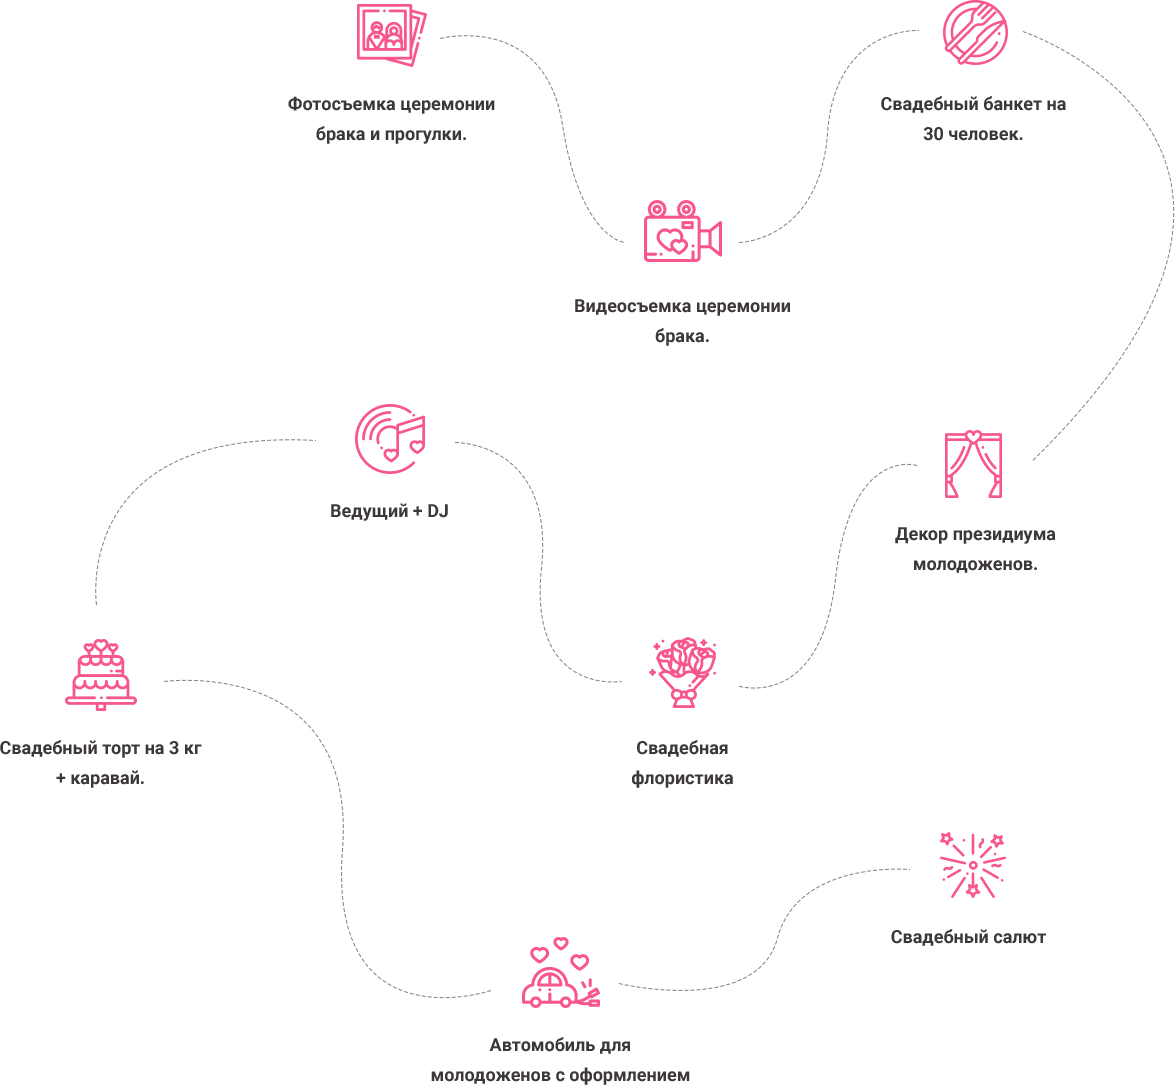 Фотосъемка церемонии
брака и прогулки.
Свадебный банкет на
30 человек.
Видеосъемка церемонии
брака.
Ведущий + DJ
Декор президиума
молодоженов.
Свадебный торт на 3 кг
+ каравай.
Свадебная
флористика
Свадебный салют
Автомобиль для
молодоженов с оформлением